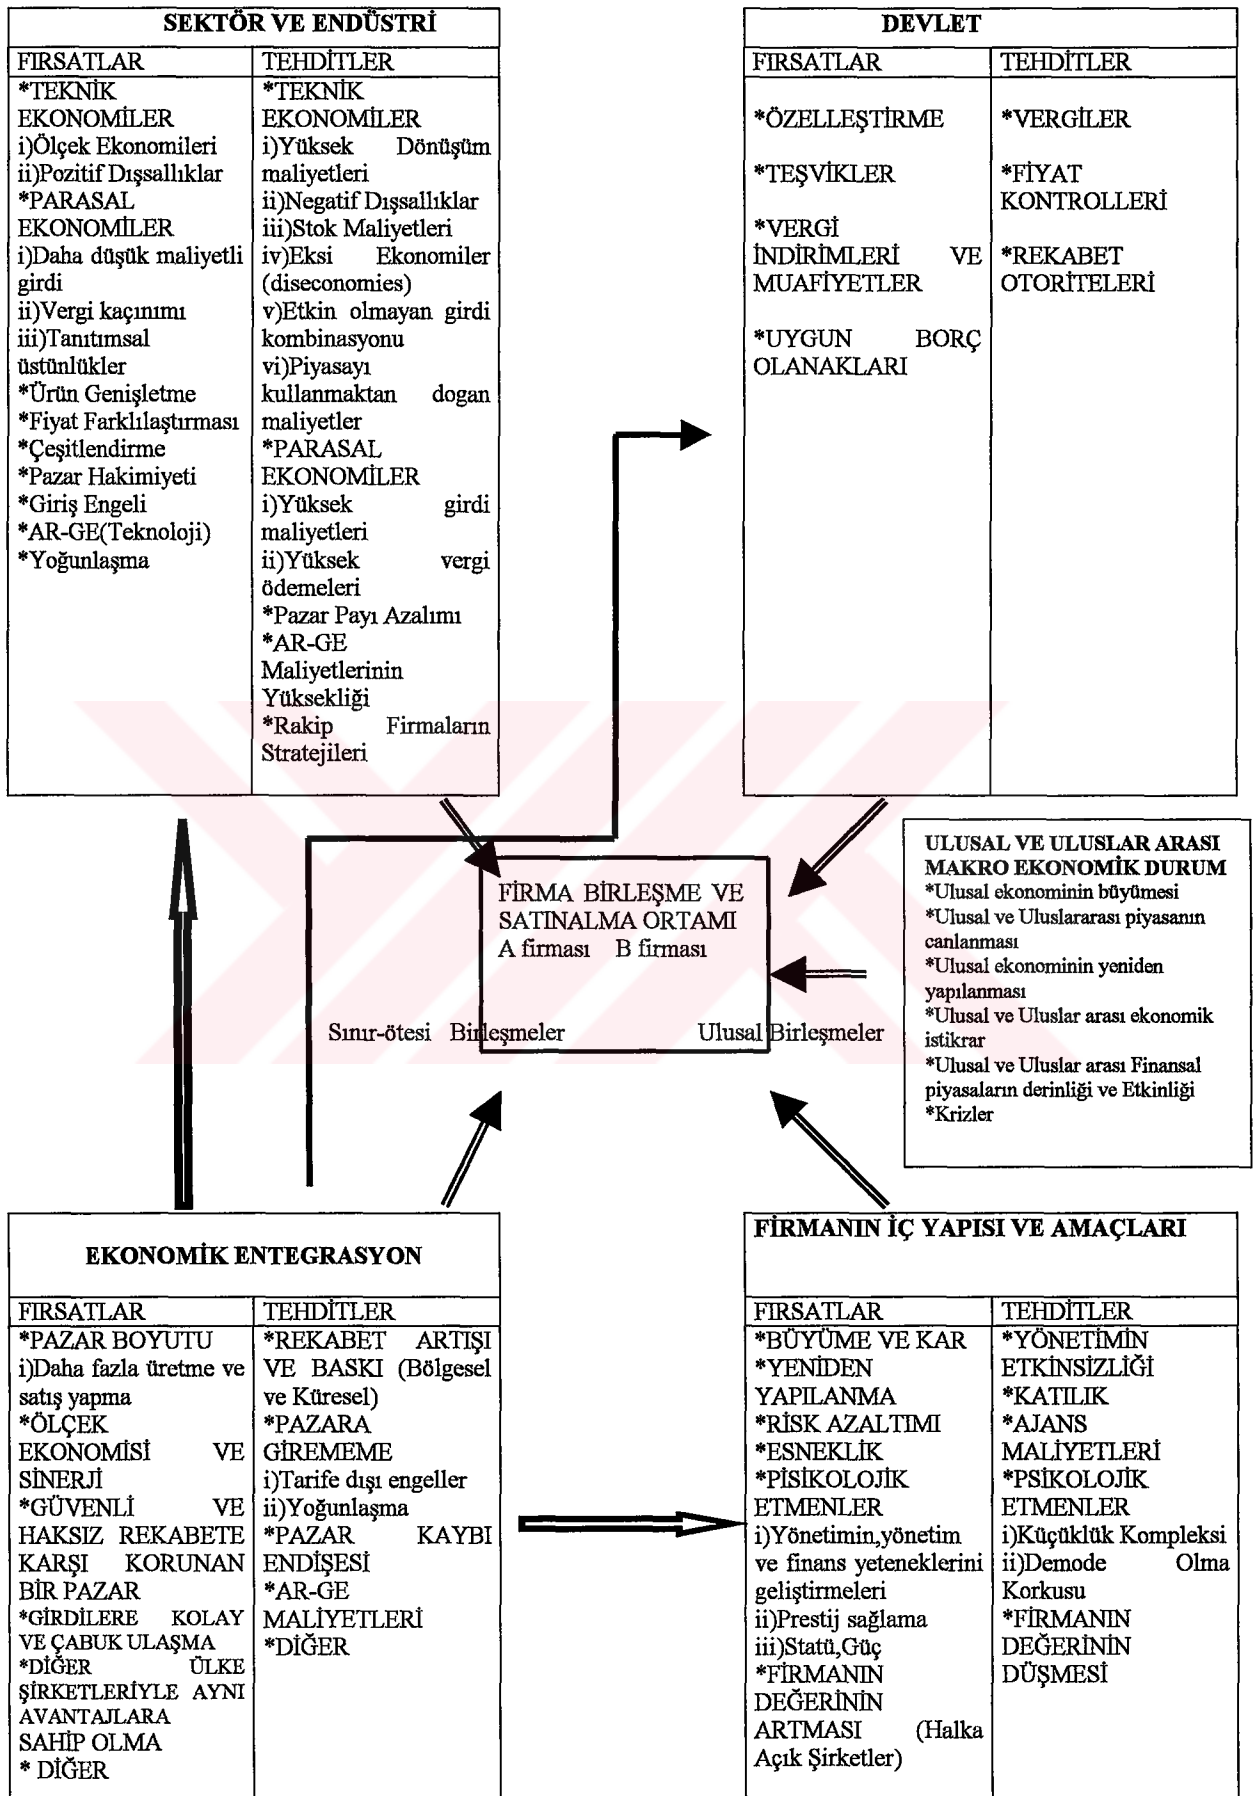 SEKTÖR VE ENDÜSTRİ
FIRSATLAR
*TEKNİK
EKONOMİLER
i)Ölçek Ekonomileri
ii)Pozitif Dışsallıklar
*PARASAL
EKONOMİLER
i)Daha düşük maliyetli
girdi
ii)Vergi kaçınımı
iii)Tanıtımsal
üstünlükler
*Ürün Genişletme
*Fiyat Farklılaştırması
*Çeşitlendirme
*Pazar Hakimiyeti
*Giriş Engeli
*AR-GE(Teknoloji)
*Yoğunlaşma
TEHDİTLER
*TEKNİK
EKONOMİLER
i)Yüksek Dönüşüm
maliyetleri
ii)Negatif Dışsallıklar
iii)Stok Maliyetleri
iv)Eksi Ekonomiler
(diseconomies)
v)Etkin olmayan girdi
kombinasyonu
vi)Piyasayı
kullanmaktan dogan
maliyetler
*PARASAL
EKONOMİLER
i)Yüksek girdi
maliyetleri
ii)Yüksek vergi
ödemeleri
*Pazar Payı Azalımı
*AR-GE
Maliyetlerinin
Yüksekliği
*Rakip Firmaların
Stratejileri
DEVLET
FIRSATLAR
*ÖZELLEŞTİRME
*TEŞVİKLER
*VERGİ
İNDİRİMLERİ VE
MUAFİYETLER
*UYGUN BORÇ
OLANAKLARI
TEHDİTLER
*VERGİLER
*FİYAT
KONTROLLERİ
*REKABET
OTORİTELERİ
FİRMA BİRLEŞME VE
SATINALMA ORTAMI
A firması B firması
Sınır-ötesi Birleşmeler Ulusal Birleşmeler
ULUSAL VE ULUSLAR ARASI
MAKRO EKONOMİK DURUM
*Ulusal ekonominin büyümesi
*Ulusal ve Uluslararası piyasanın
canlanması
*Ulusal ekonominin yeniden
yapılanması
*Ulusal ve Uluslar arası ekonomik
istikrar
*Ulusal ve Uluslar arası Finansal
piyasaların derinliği ve Etkinliği
*Krizler
EKONOMİK ENTEGRASYON
FIRSATLAR
*PAZAR BOYUTU
i)Daha fazla üretme ve
satış yapma
*ÖLÇEK
EKONOMİSİ VE
SİNERJİ
*GÜVENLİ VE
HAKSIZ REKABETE
KARŞI KORUNAN
BİR PAZAR
*GİRDİLERE KOLAY
VE ÇABUK ULAŞMA
*DİĞER ÜLKE
ŞİRKETLERİYLE AYNI
AVANTAJLARA
SAHİP OLMA
* DİĞER
TEHDİTLER
*REKABET ARTIŞI
VE BASKI (Bölgesel
ve Küresel)
*PAZARA
GİREMEME
i)Tarife dışı engeller
ii)Yoğunlaşma
*PAZAR KAYBI
ENDİŞESİ
*AR-GE
MALİYETLERİ
*DİĞER
FİRMANIN İÇ YAPISI VE AMAÇLARI
FIRSATLAR
*BÜYÜME VE KAR
*YENİDEN
YAPILANMA
*RİSK AZALTIMI
*ESNEKLİK
*PİSİKOLOJİK
ETMENLER
i)Yönetimin,yönetim
ve finans yeteneklerini
geliştirmeleri
ii)Prestij sağlama
iii)Statü,Güç
*FİRMANIN
DEĞERİNİN
ARTMASI (Halka
Açık Şirketler)
TEHDİTLER
*YÖNETİMİN
ETKİNSİZLİĞİ
*KATILIK
*AJANS
MALİYETLERİ
*PSİKOLOJİK
ETMENLER
i)Küçüklük Kompleksi
ii)Demode Olma
Korkusu
*FİRMANIN
DEĞERİNİN
DÜŞMESİ